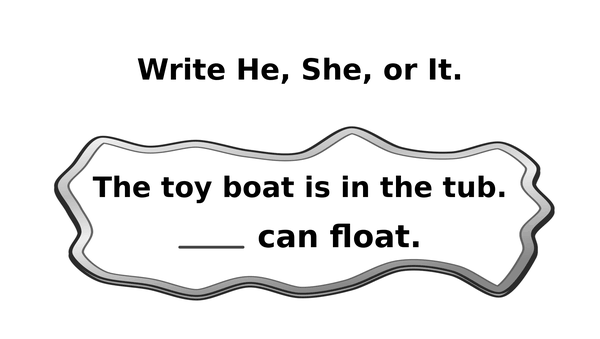 Write He, She, or It.
The toy boat is in the tub.
____ can float.